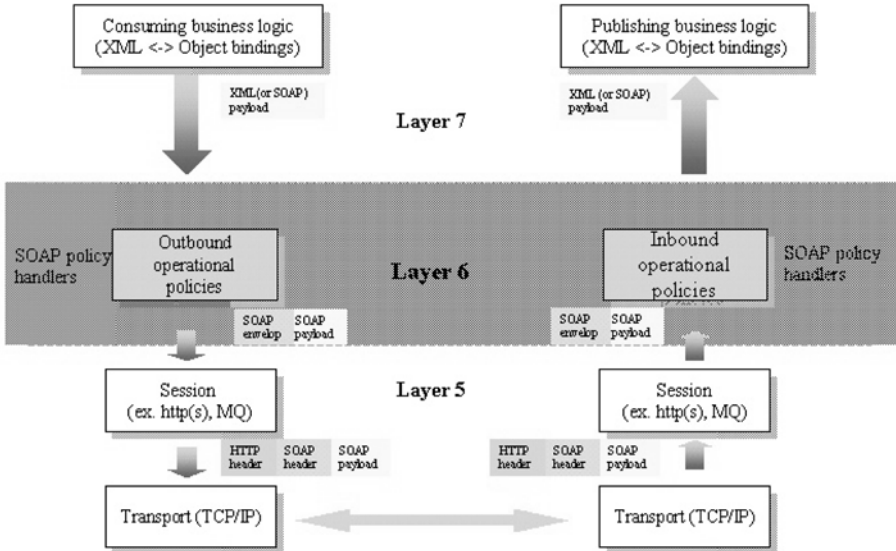 Consuming business logic
(XML <-> Object bindings)
Publishing business logic
(XML <-> Object bindings)
XML(or SOAP)
payload
XML (or SOAP)
payload
Layer 7
SOAP policy
handlers
Outbound
operational
policies
Layer 6
Inbound
operational
policies
SOAP policy
handlers
SOAP
envelop
SOAP
payload
SOAP
envelop
SOAP
payload
Session
(ex. http(s), MQ)
Layer 5
Session
(ex. http(s), MQ)
HTTP
header
SOAP
header
SOAP
payload
HTTP
header
SOAP
header
SOAP
payload
Transport (TCP/IP)
Transport (TCP/IP)